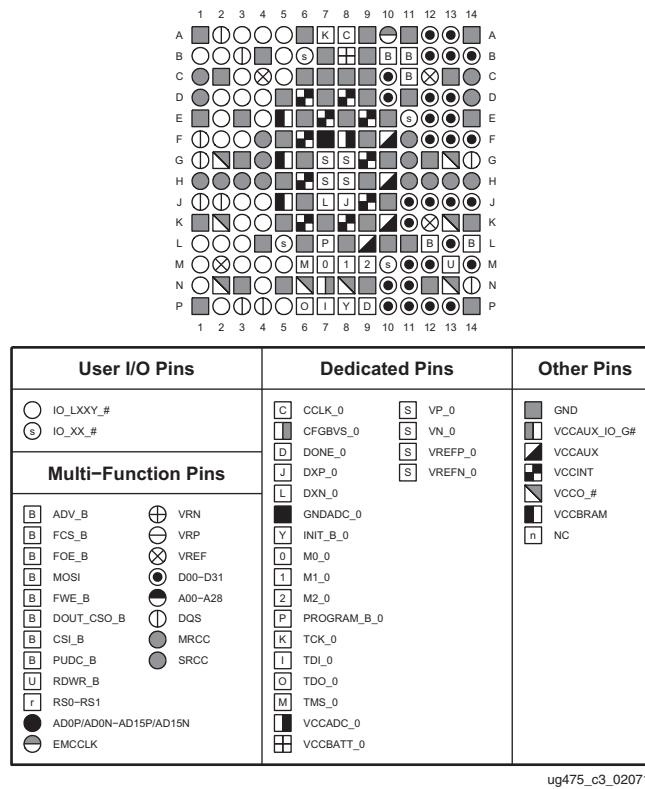 1 2 3 4 5 6 7 8 9 10 11 12 13 14
A K C A
B s B B B
C B C
D D
E s E
F F
G S S G
H S S H
J L J J
K K
L s P B B L
M M 0 1 2 s U M
N N
P O I Y D P
1 2 3 4 5 6 7 8 9 10 11 12 13 14
User I/O Pins
IO_LXXY_#
s IO_XX_#
Multi−Function Pins
B ADV_B
B FCS_B
B FOE_B
B MOSI
B FWE_B
B DOUT_CSO_B
B CSI_B
B PUDC_B
U RDWR_B
r RS0−RS1
AD0P/AD0N−AD15P/AD15N
EMCCLK
VRN
VRP
VREF
D00−D31
A00−A28
DQS
MRCC
SRCC
Dedicated Pins
C CCLK_0
CFGBVS_0
D DONE_0
J DXP_0
L DXN_0
GNDADC_0
Y INIT_B_0
0 M0_0
1 M1_0
2 M2_0
P PROGRAM_B_0
K TCK_0
I TDI_0
O TDO_0
M TMS_0
VCCADC_0
VCCBATT_0
S VP_0
S VN_0
S VREFP_0
S VREFN_0
Other Pins
GND
VCCAUX_IO_G#
VCCAUX
VCCINT
VCCO_#
VCCBRAM
n NC
ug475_c3_02071